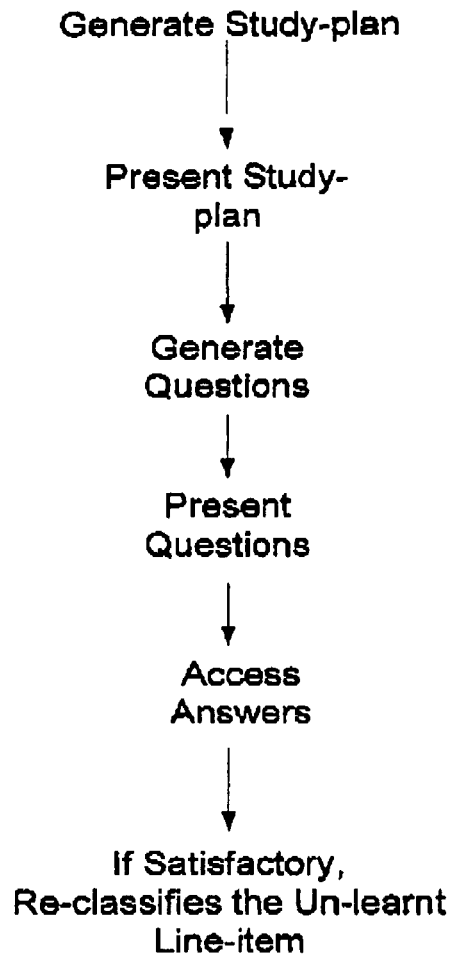 Generate Study-plan
Present Study-
plan
Generate
Questions
Present
Questions
Access
Answers
If Satisfactory,
Re-classifies the Un-learnt
Line-item